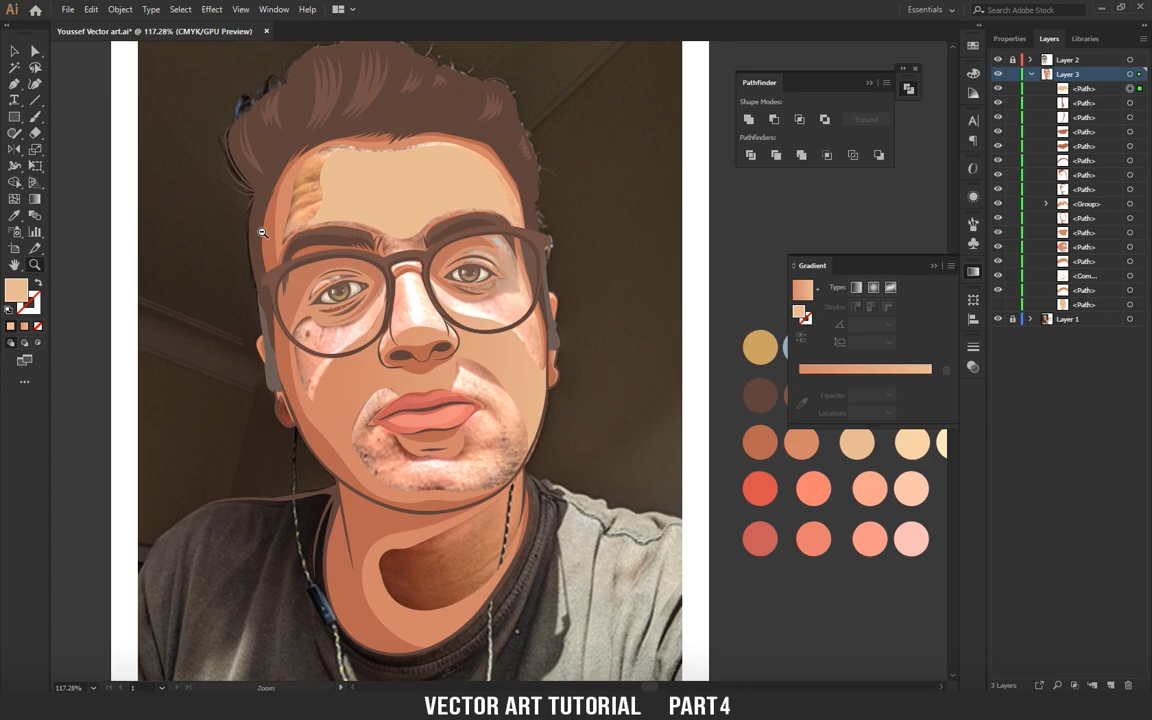 Ai File Edit Object Type Select Effect View Window Help Essentials Search Adobe Stock
Youssef Vector art.ai* @ 117.28% (CMYK/GPU Preview) ×
Properties Layers Libraries
Layer 2
Layer 3
<Path>
<Path>
<Path>
<Path>
<Path>
<Path>
<Path>
<Path>
<Group>
<Path>
<Path>
<Path>
<Path>
<Com...
<Path>
<Path>
Layer 1
Pathfinder
Shape Modes:
Expand
Pathfinders:
Gradient
Type:
Stroke:
Opacity:
Location:
117.28% 1 Zoom
3 Layers
VECTOR ART TUTORIAL PART 4